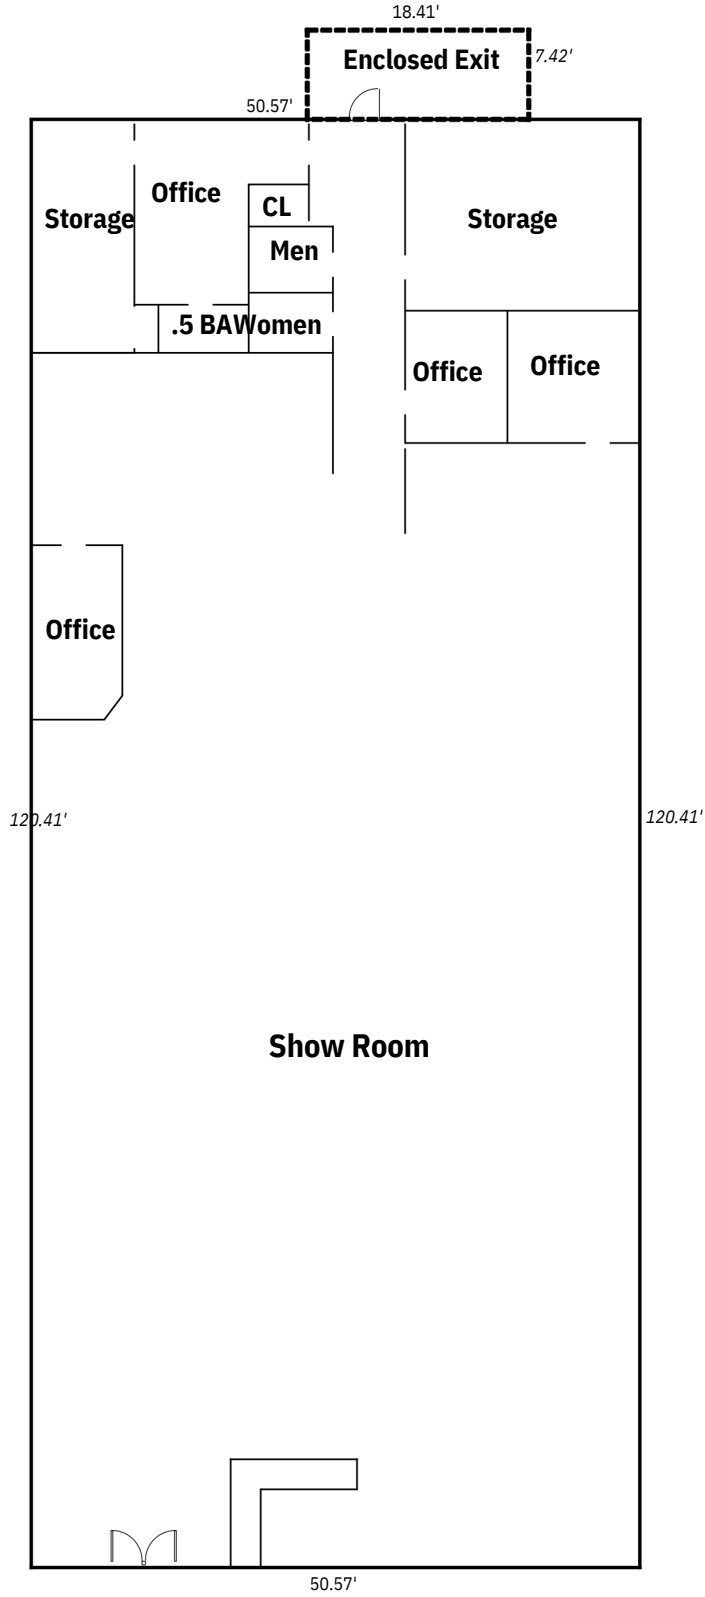 18.41'
Enclosed Exit
7.42'
50.57'
Office
CL
Storage
Storage
Men
.5 BA
Women
Office
Office
Office
120.41'
120.41'
Show Room
50.57'